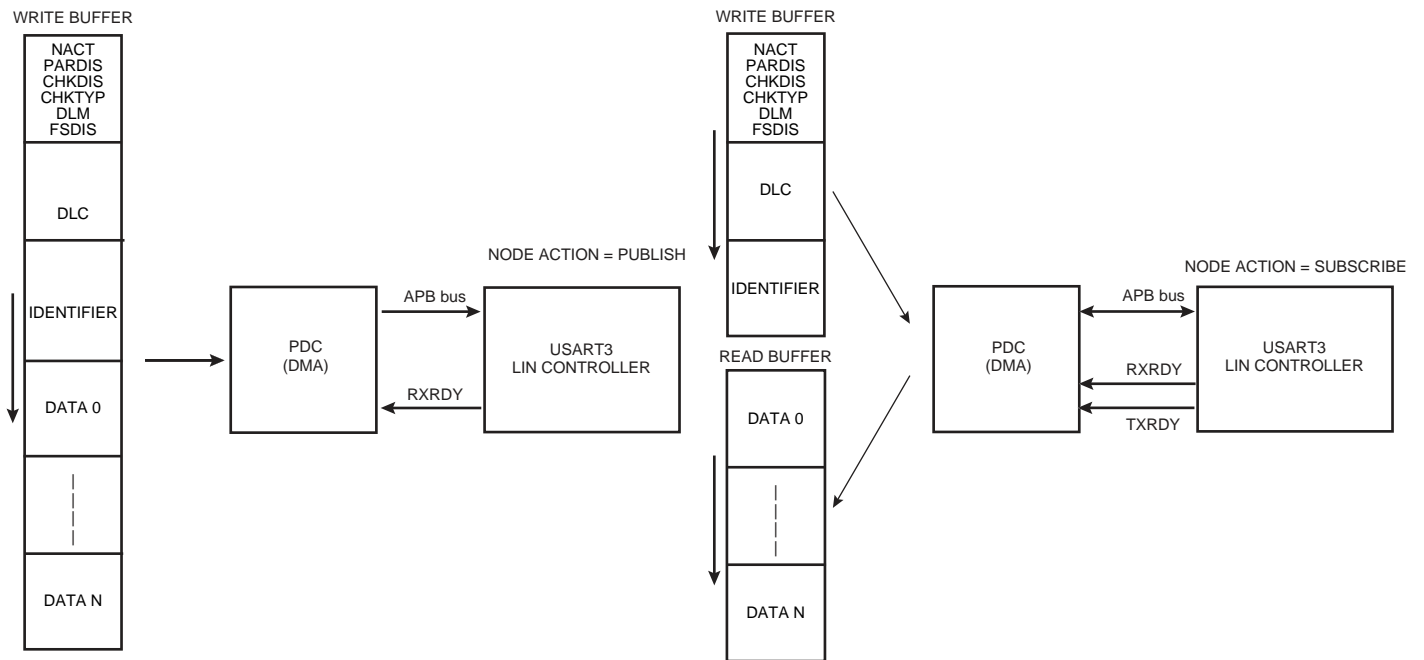 WRITE BUFFER
NACT
PARDIS
CHKDIS
CHKTYP
DLM
FSDIS
DLC
IDENTIFIER
DATA 0
DATA N
NODE ACTION = PUBLISH
PDC
(DMA)
APB bus
RXRDY
USART3
LIN CONTROLLER
WRITE BUFFER
NACT
PARDIS
CHKDIS
CHKTYP
DLM
FSDIS
DLC
IDENTIFIER
READ BUFFER
DATA 0
DATA N
NODE ACTION = SUBSCRIBE
PDC
(DMA)
APB bus
RXRDY
TXRDY
USART3
LIN CONTROLLER